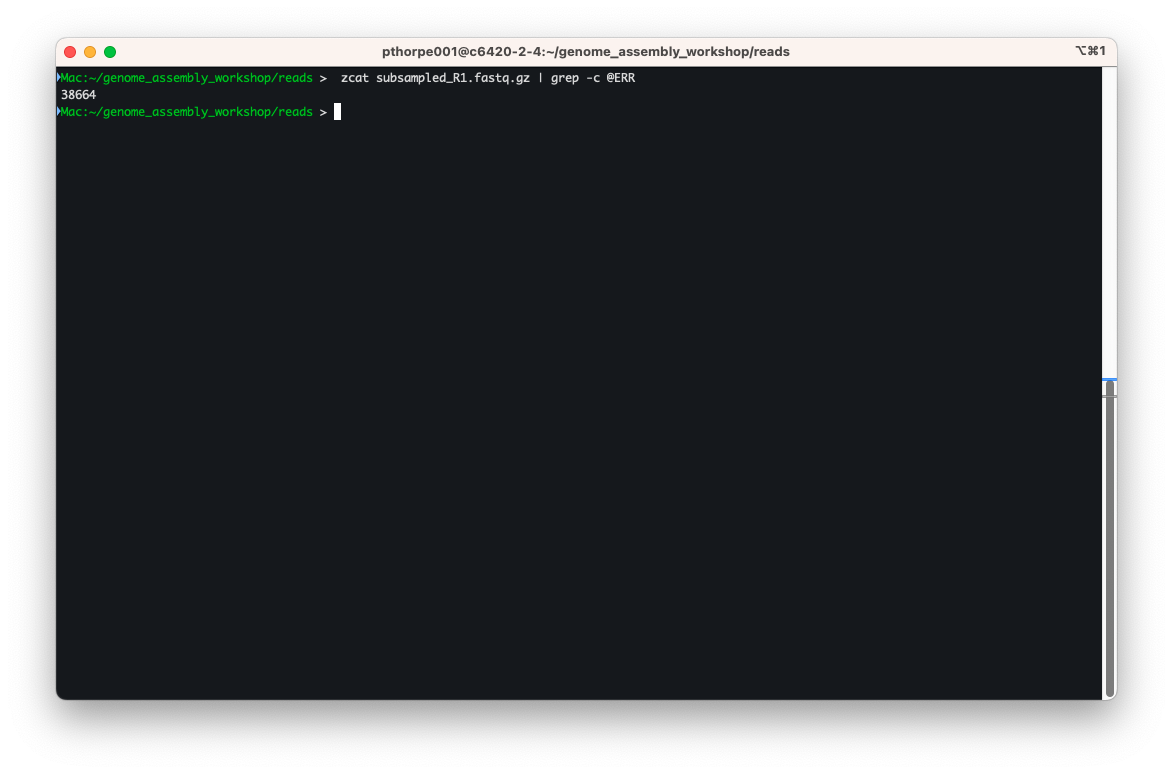 pthorpe001@c6420-2-4:~/genome_assembly_workshop/reads ⌥⌘1
Mac:~/genome_assembly_workshop/reads >  zcat subsampled_R1.fastq.gz | grep -c @ERR
38664
Mac:~/genome_assembly_workshop/reads >